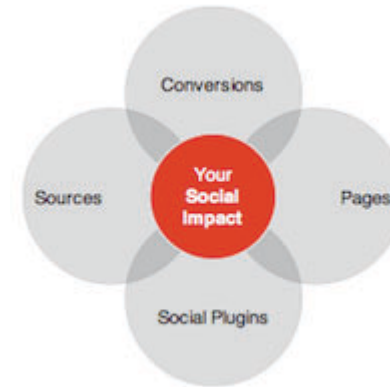 Conversions
Sources
Your
Social
Impact
Pages
Social Plugins